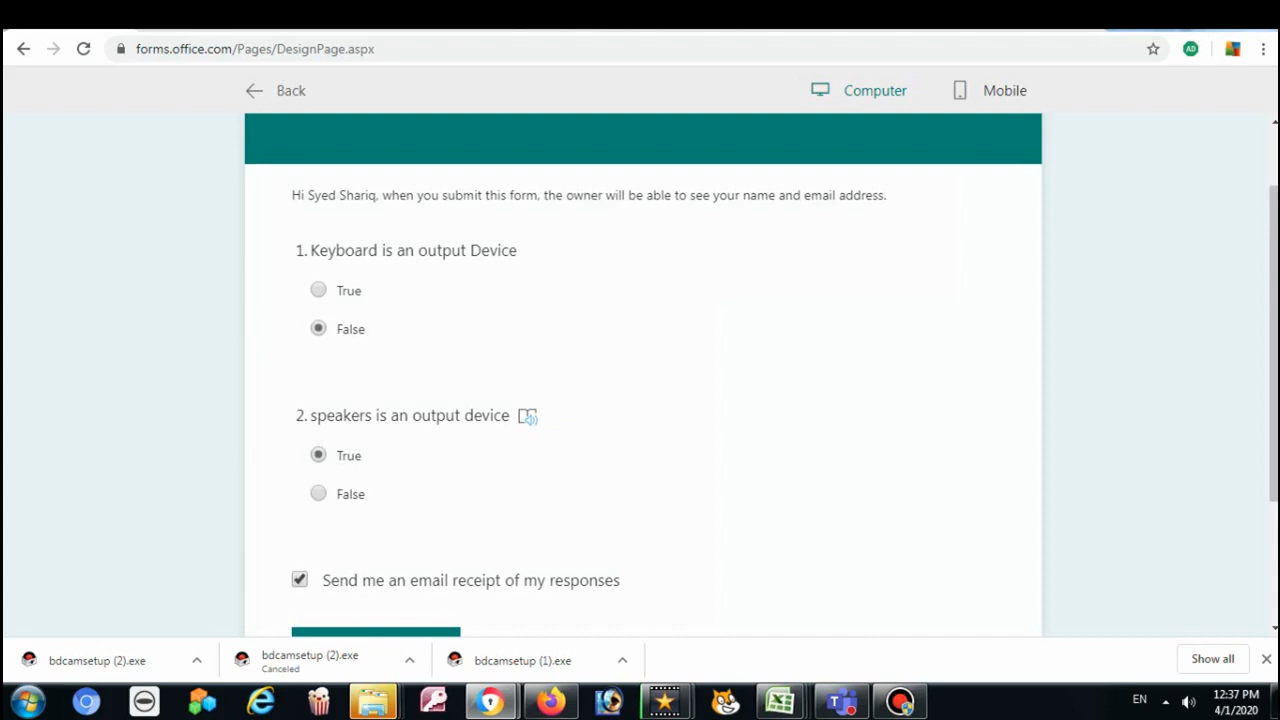 forms.office.com/Pages/DesignPage.aspx
AD
Back
Computer
Mobile
Hi Syed Shariq, when you submit this form, the owner will be able to see your name and email address.
1. Keyboard is an output Device
True
False
2. speakers is an output device
True
False
Send me an email receipt of my responses
bdcamsetup (2).exe
bdcamsetup (2).exe
Canceled
bdcamsetup (1).exe
Show all
EN
12:37 PM
4/1/2020